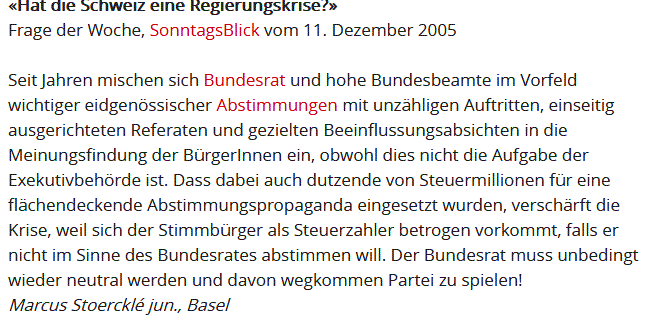 «Hat die Schweiz eine Regierungskrise?»
Frage der Woche, SonntagsBlick vom 11. Dezember 2005
Seit Jahren mischen sich Bundesrat und hohe Bundesbeamte im Vorfeld
wichtiger eidgenössischer Abstimmungen mit unzähligen Auftritten, einseitig
ausgerichteten Referaten und gezielten Beeinflussungsabsichten in die
Meinungsfindung der BürgerInnen ein, obwohl dies nicht die Aufgabe der
Exekutivbehörde ist. Dass dabei auch dutzende von Steuermillionen für eine
flächendeckende Abstimmungspropaganda eingesetzt wurden, verschärft die
Krise, weil sich der Stimmbürger als Steuerzahler betrogen vorkommt, falls er
nicht im Sinne des Bundesrates abstimmen will. Der Bundesrat muss unbedingt
wieder neutral werden und davon wegkommen Partei zu spielen!
Marcus Stoercklé jun., Basel